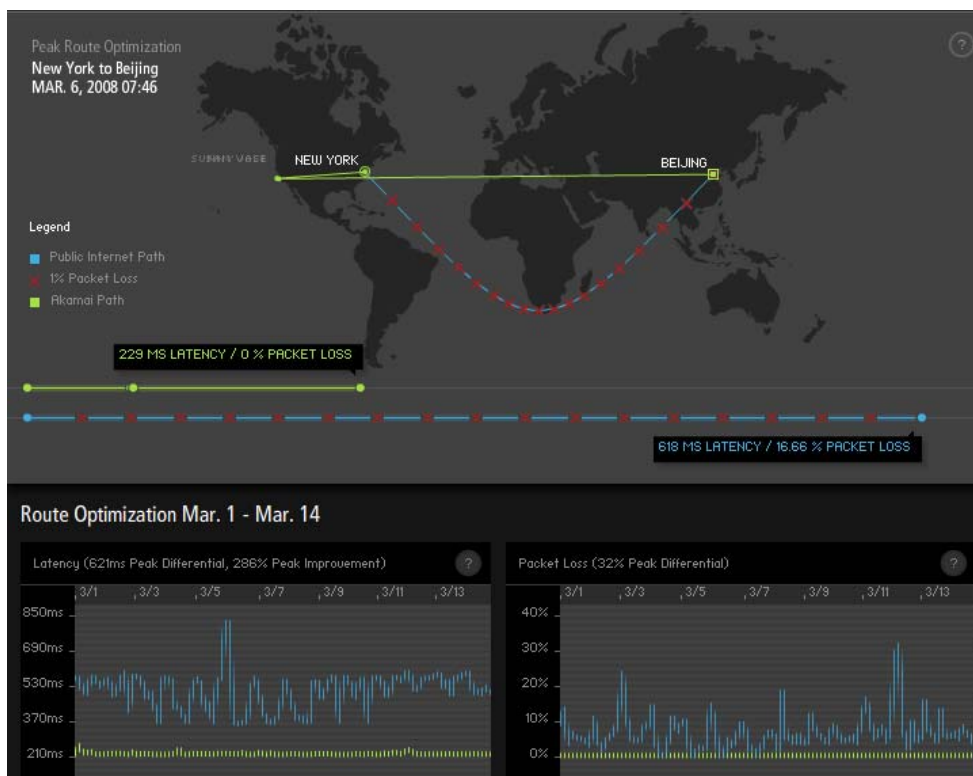 Peak Route Optimization
New York to Beijing
MAR. 6, 2008 07:46
?
SUNNYVALE
NEW YORK
BEIJING
Legend
Public Internet Path
1% Packet Loss
Akamai Path
229 MS LATENCY / 0 % PACKET LOSS
618 MS LATENCY / 16.66 % PACKET LOSS
Route Optimization Mar. 1 - Mar. 14
Latency (621ms Peak Differential, 286% Peak Improvement)
?
3/1 3/3 3/5 3/7 3/9 3/11 3/13
850ms
690ms
530ms
370ms
210ms
Packet Loss (32% Peak Differential)
?
3/1 3/3 3/5 3/7 3/9 3/11 3/13
40%
30%
20%
10%
0%